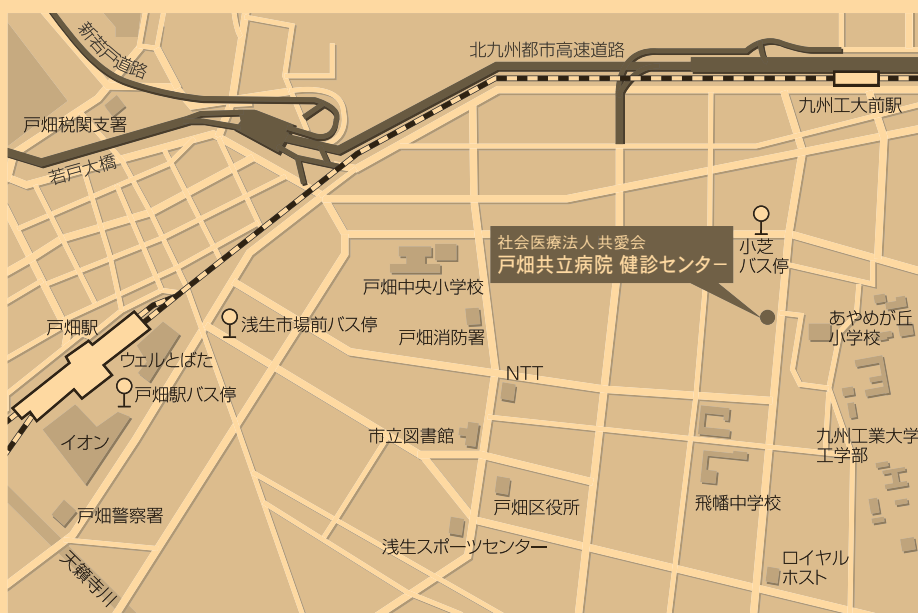 新若戸道路
北九州都市高速道路
九州工大前駅
戸畑税関支署
若戸大橋
社会医療法人 共愛会
戸畑共立病院 健診センター
小芝
バス停
戸畑中央小学校
戸畑駅
浅生市場前バス停
戸畑消防署
あやめが丘
小学校
ウェルとばた
戸畑駅バス停
NTT
イオン
市立図書館
九州工業大学
工学部
戸畑警察署
戸畑区役所
飛幡中学校
浅生スポーツセンター
天籟寺川
ロイヤル
ホスト